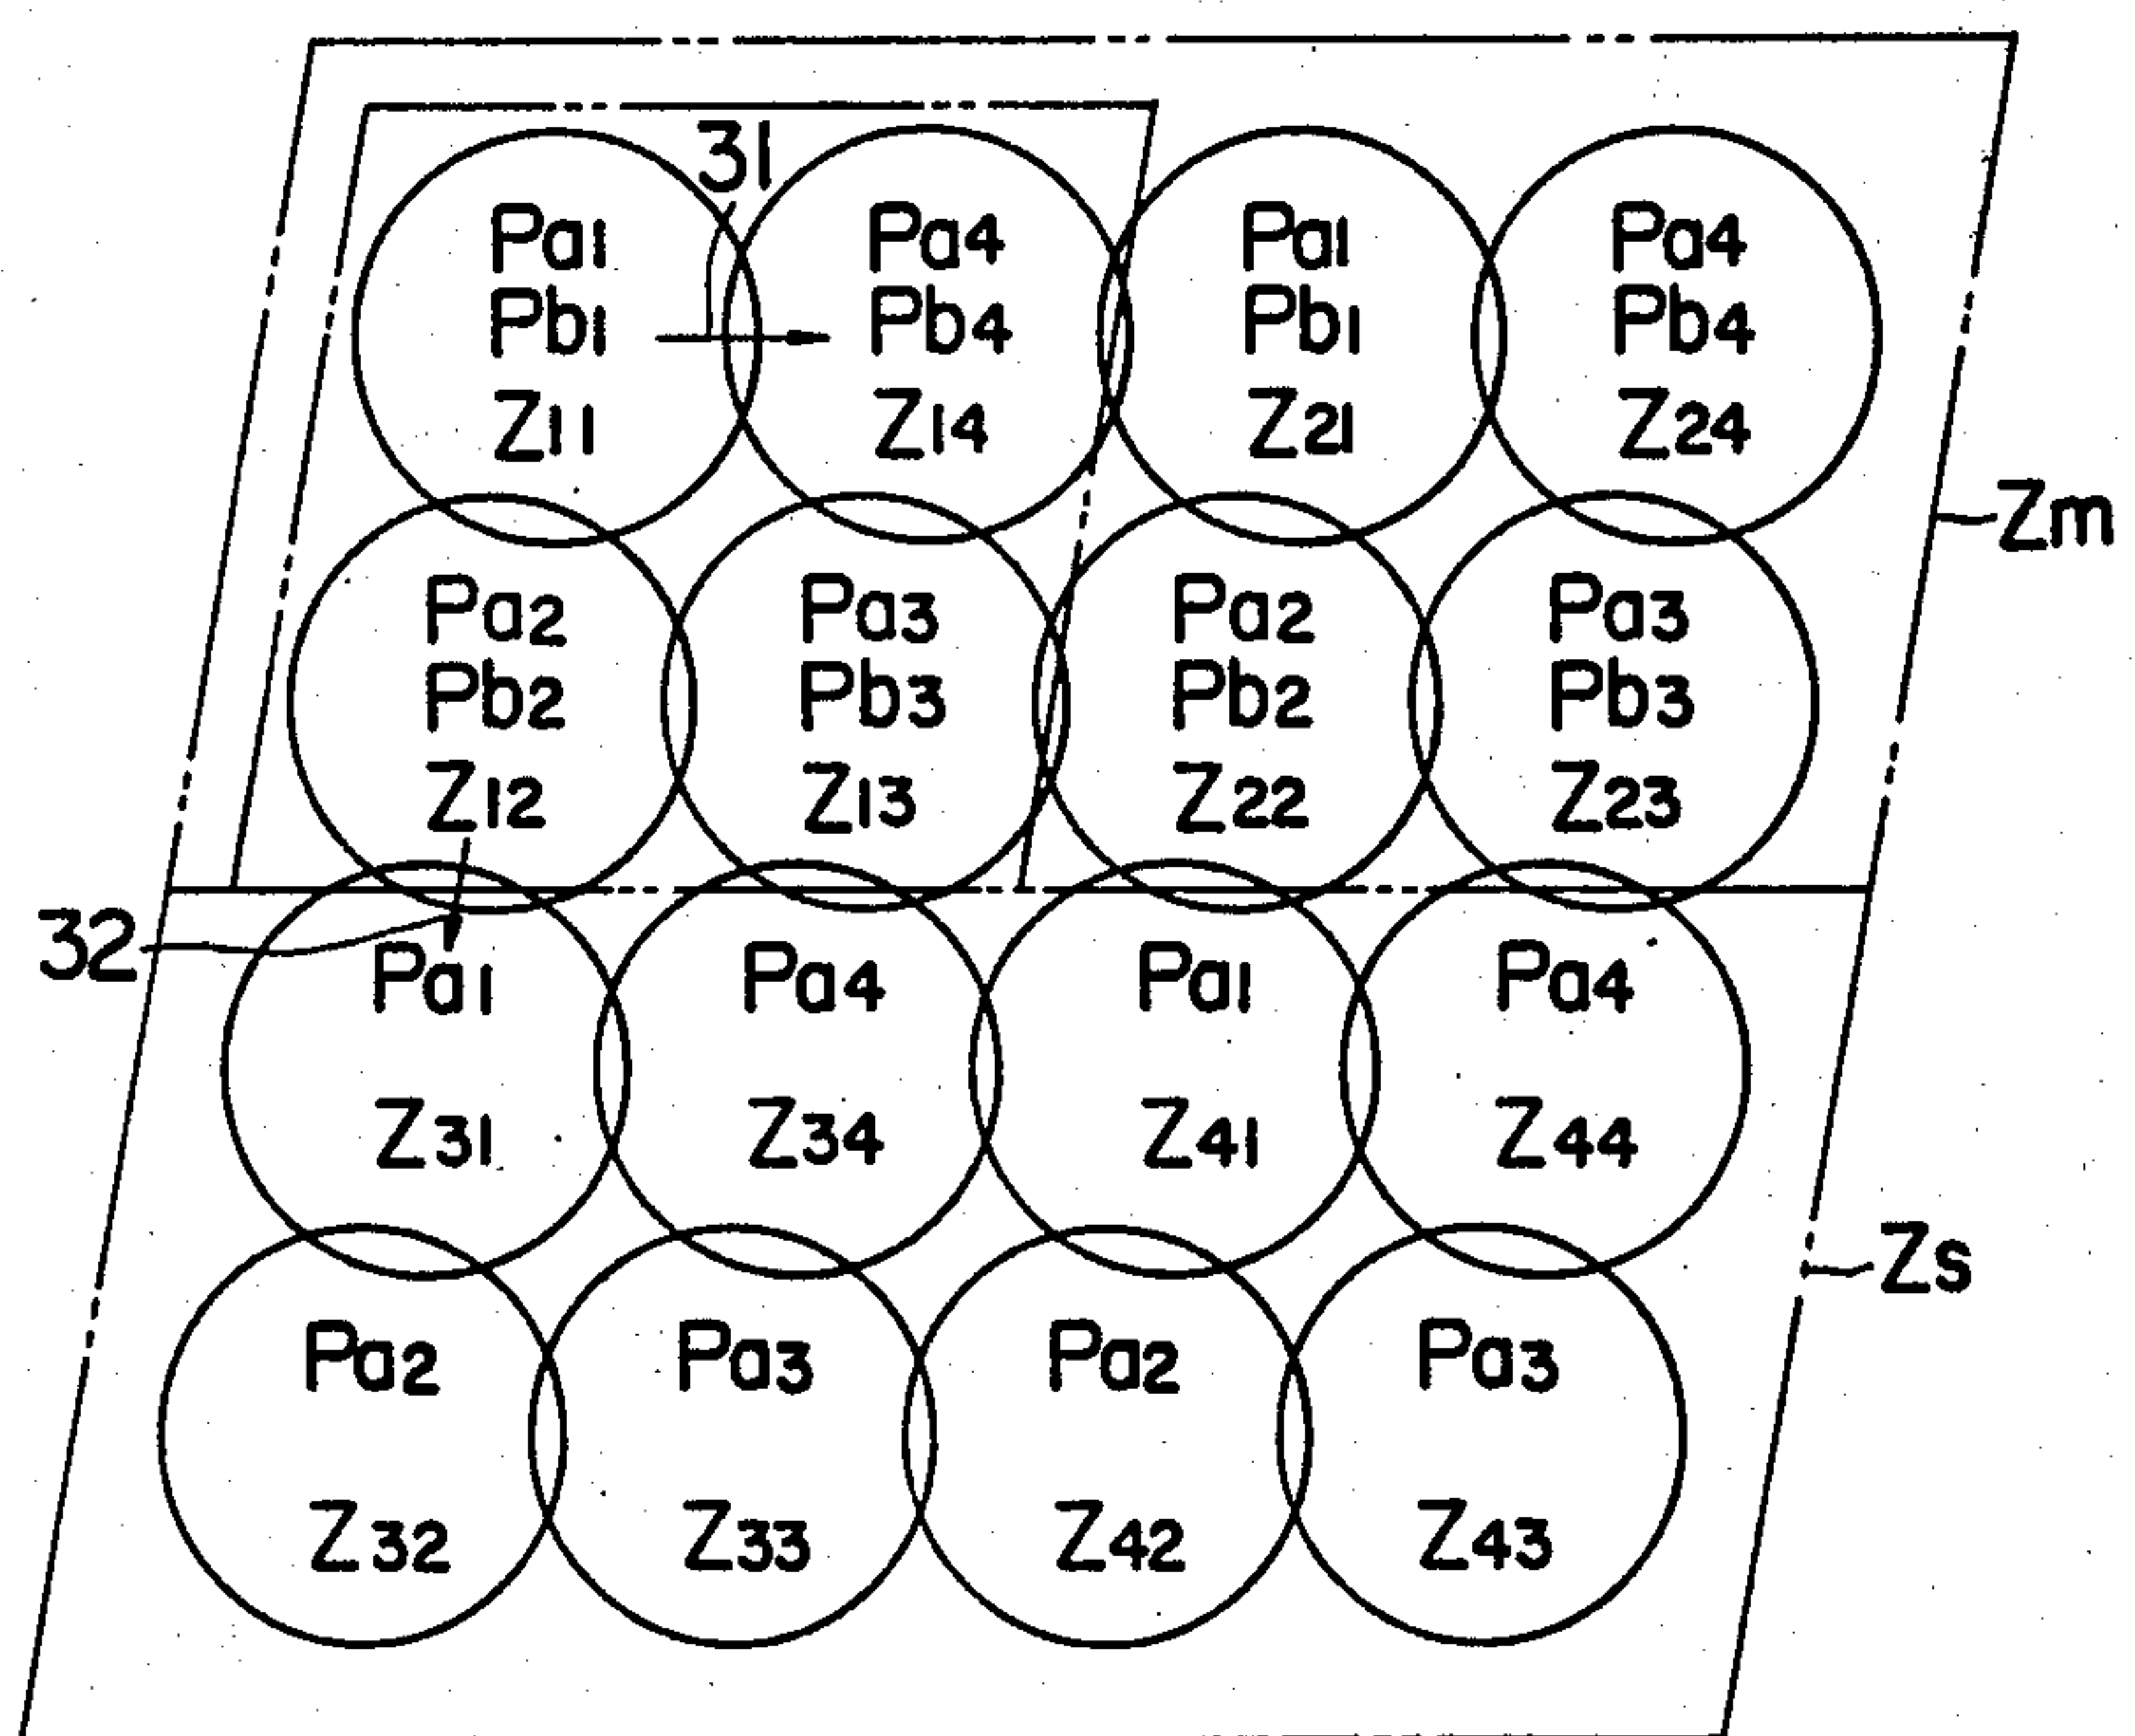 31
Pa1 Pa4 Pa1 Pa4
Pb1 Pb4 Pb1 Pb4
Z11 Z14 Z21 Z24
Zm
Pa2 Pa3 Pa2 Pa3
Pb2 Pb3 Pb2 Pb3
Z12 Z13 Z22 Z23
32
Pa1 Pa4 Pa1 Pa4
Z31 Z34 Z41 Z44
Zs
Pa2 Pa3 Pa2 Pa3
Z32 Z33 Z42 Z43